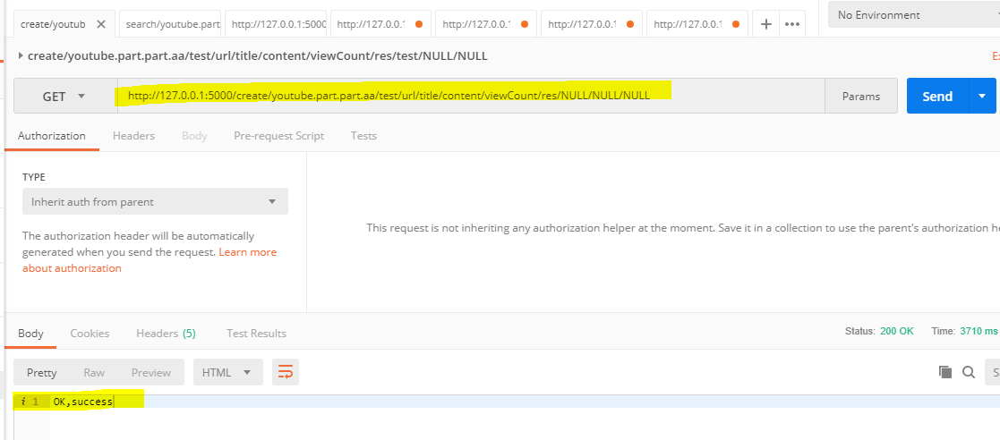 create/youtub
search/youtube.part
http://127.0.0.1:5000
http://127.0.0.1
http://127.0.0.1
http://127.0.0.1
http://127.0.0.1
No Environment
create/youtube.part.part.aa/test/url/title/content/viewCount/res/test/NULL/NULL
GET
http://127.0.0.1:5000/create/youtube.part.part.aa/test/url/title/content/viewCount/res/NULL/NULL/NULL
Params
Send
Authorization
Headers
Body
Pre-request Script
Tests
TYPE
Inherit auth from parent
The authorization header will be automatically
generated when you send the request. Learn more
about authorization
This request is not inheriting any authorization helper at the moment. Save it in a collection to use the parent's authorization he
Body
Cookies
Headers (5)
Test Results
Status: 200 OK
Time: 3710 ms
Pretty
Raw
Preview
HTML
i 1 OK,success